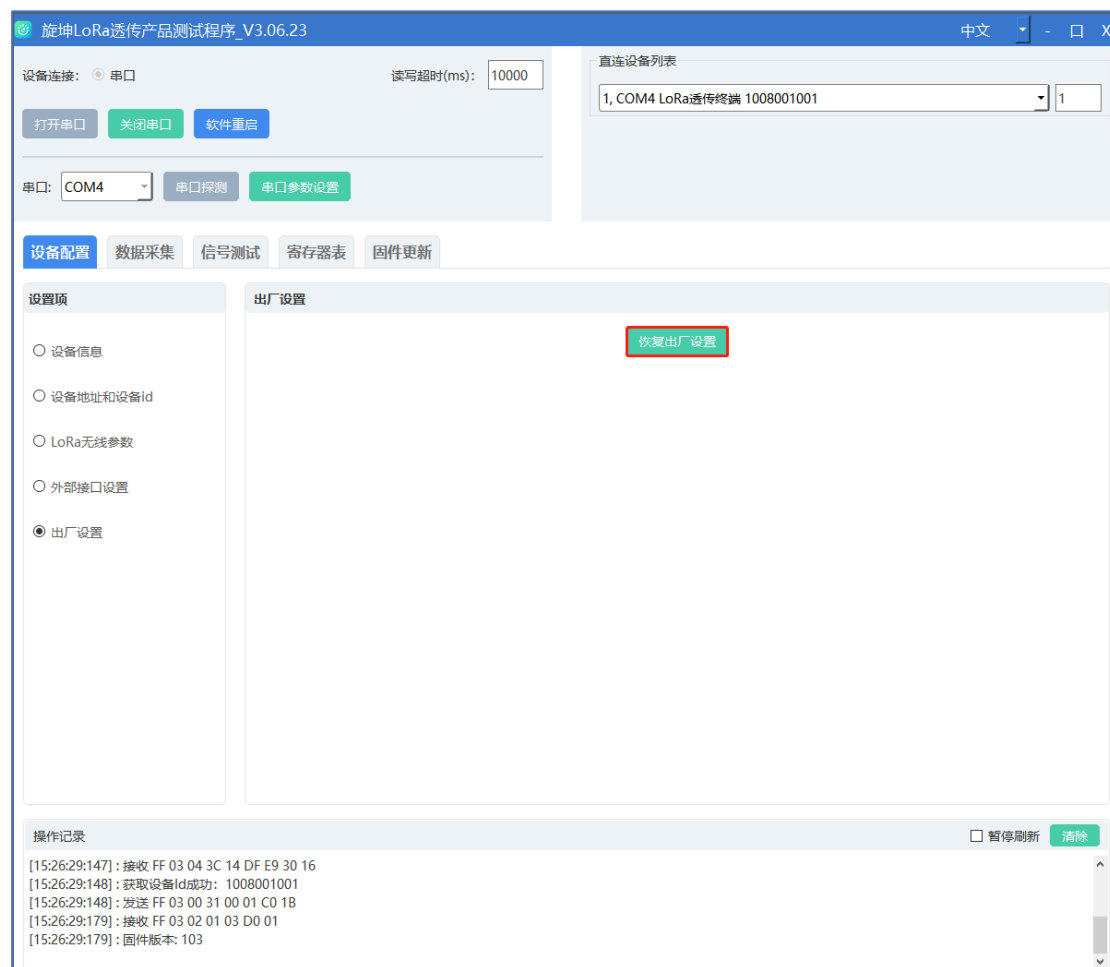 旋坤LoRa透传产品测试程序_V3.06.23
中文
设备连接: 串口
读写超时(ms): 10000
打开串口 关闭串口 软件重启
串口: COM4 串口探测 串口参数设置
直连设备列表
1, COM4 LoRa透传终端 1008001001
1
设备配置 数据采集 信号测试 寄存器表 固件更新
设置项
设备信息
设备地址和设备id
LoRa无线参数
外部接口设置
出厂设置
出厂设置
恢复出厂设置
操作记录
暂停刷新 清除
[15:26:29:147] : 接收 FF 03 04 3C 14 DF E9 30 16
[15:26:29:148] : 获取设备Id成功: 1008001001
[15:26:29:148] : 发送 FF 03 00 31 00 01 C0 1B
[15:26:29:179] : 接收 FF 03 02 01 03 D0 01
[15:26:29:179] : 固件版本: 103